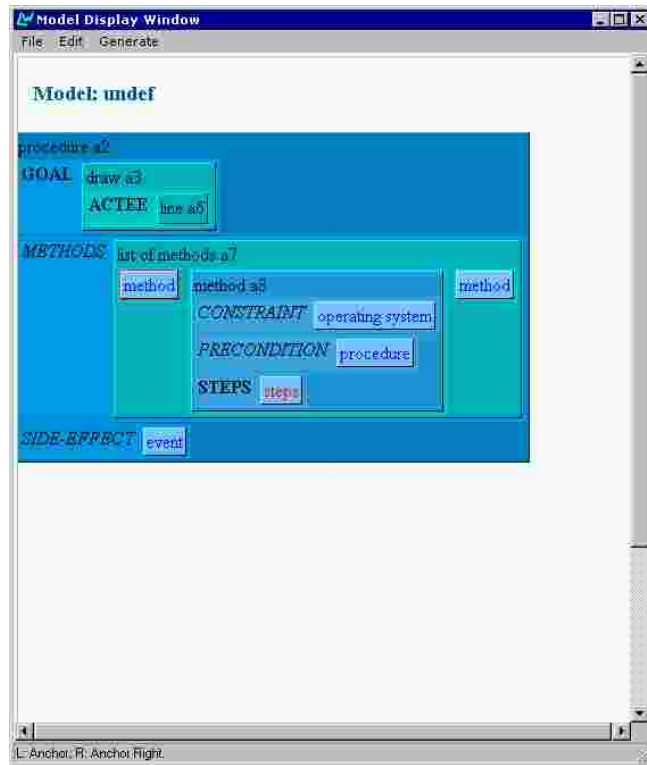 Model Display Window
File Edit Generate
Model: undef
procedure a2
GOAL draw a3
ACTEE line a6
METHODS list of methods a7
method method a8 method
CONSTRAINT operating system
PRECONDITION procedure
STEPS steps
SIDE-EFFECT event
L: Anchor; R: Anchor Right.